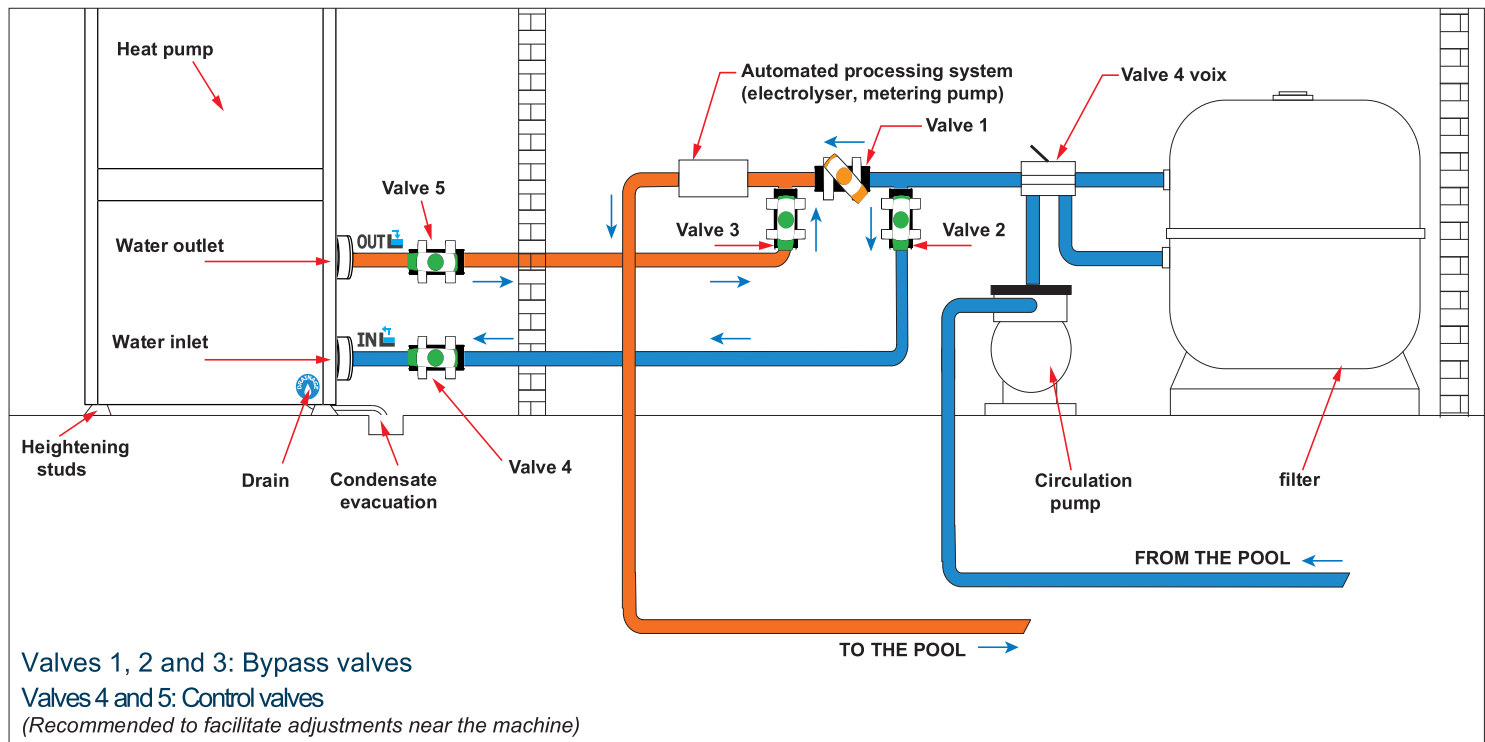 Heat pump
Automated processing system
(electrolyser, metering pump)
Valve 4 voix
Valve 1
Valve 5
Valve 3
Valve 2
Water outlet
OUT
Water inlet
IN
Heightening
studs
Drain
Condensate
evacuation
Valve 4
Circulation
pump
filter
FROM THE POOL
TO THE POOL
Valves 1, 2 and 3: Bypass valves
Valves 4 and 5: Control valves
(Recommended to facilitate adjustments near the machine)